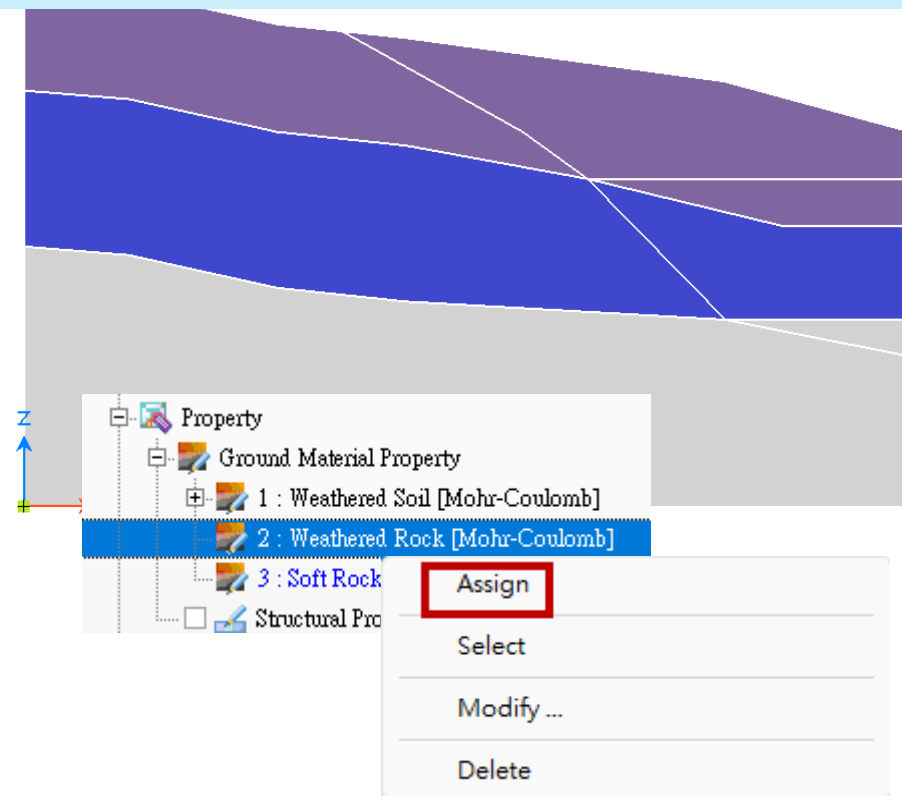 Z
Property
Ground Material Property
1 : Weathered Soil [Mohr-Coulomb]
2 : Weathered Rock [Mohr-Coulomb]
3 : Soft Rock
Structural Pro
Assign
Select
Modify ...
Delete